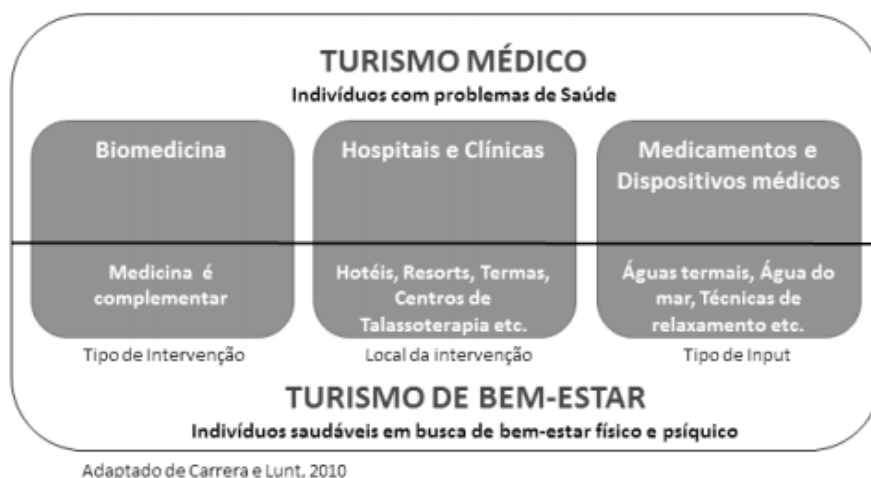 TURISMO MÉDICO
Indivíduos com problemas de Saúde
Biomedicina
Hospitais e Clínicas
Medicamentos e
Dispositivos médicos
Medicina é
complementar
Hotéis, Resorts, Termas,
Centros de
Talassoterapia etc.
Águas termais, Água do
mar, Técnicas de
relaxamento etc.
Tipo de Intervenção
Local da intervenção
Tipo de Input
TURISMO DE BEM-ESTAR
Indivíduos saudáveis em busca de bem-estar físico e psíquico
Adaptado de Carrera e Lunt, 2010